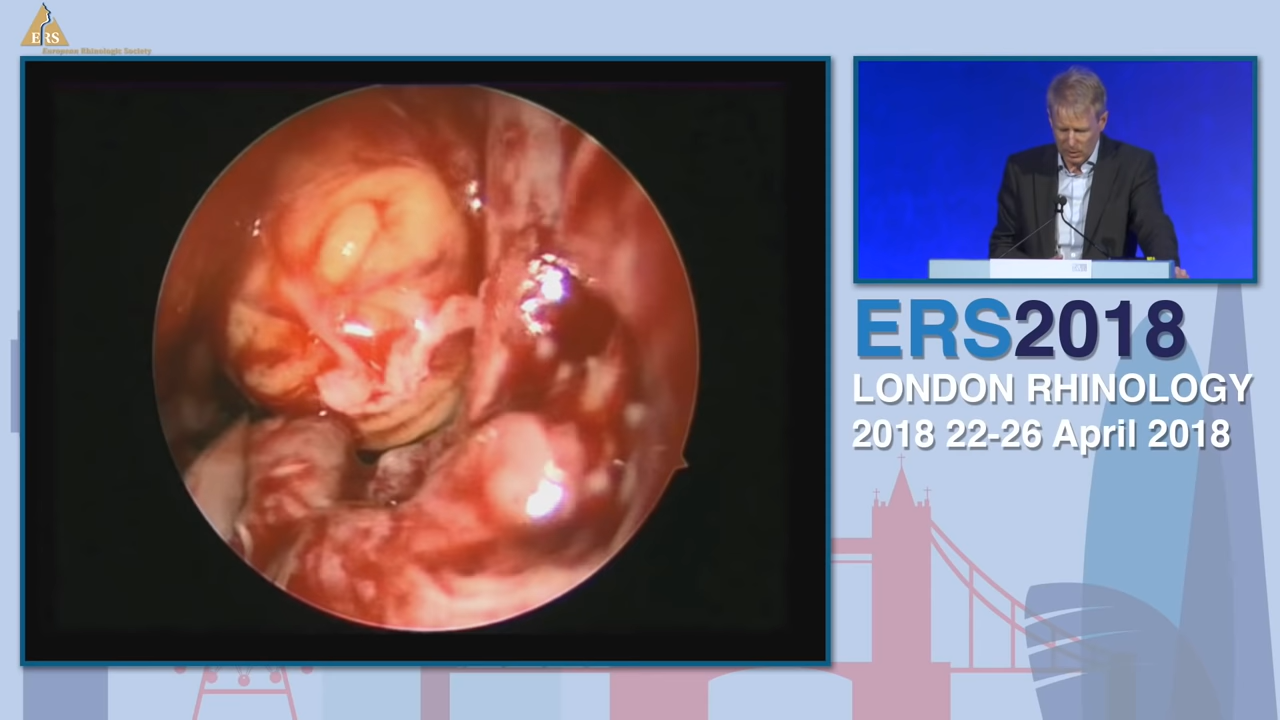 ERS
European Rhinologic Society
ERS2018
LONDON RHINOLOGY
2018 22-26 April 2018